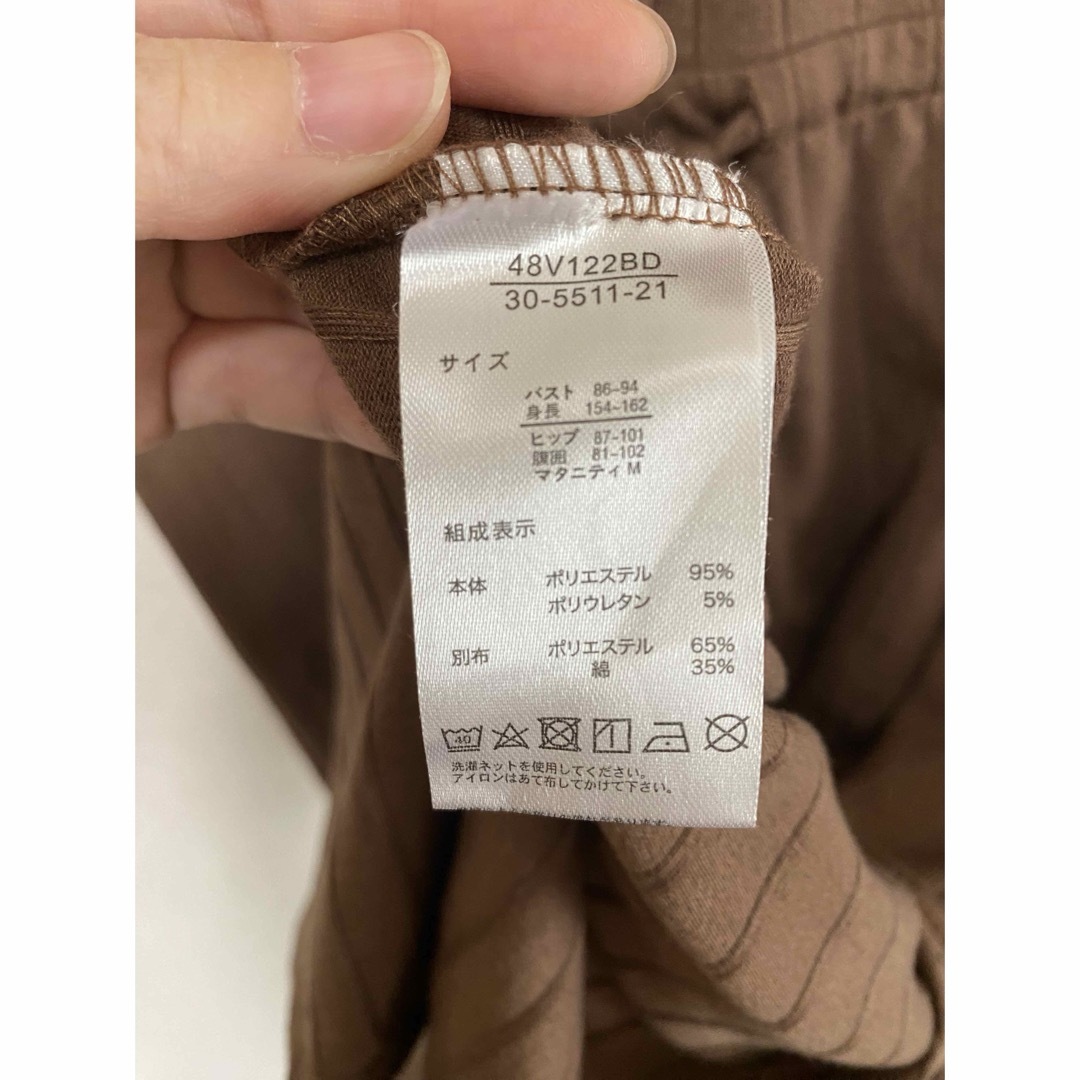 48V122BD
30-5511-21
サイズ
バスト 86-94
身長 154-162
ヒップ 87-101
腹囲 81-102
マタニティ M
組成表示
本体 ポリエステル 95%
ポリウレタン 5%
別布 ポリエステル 65%
綿 35%
40
洗濯ネットを使用してください。
アイロンはあて布してかけて下さい。